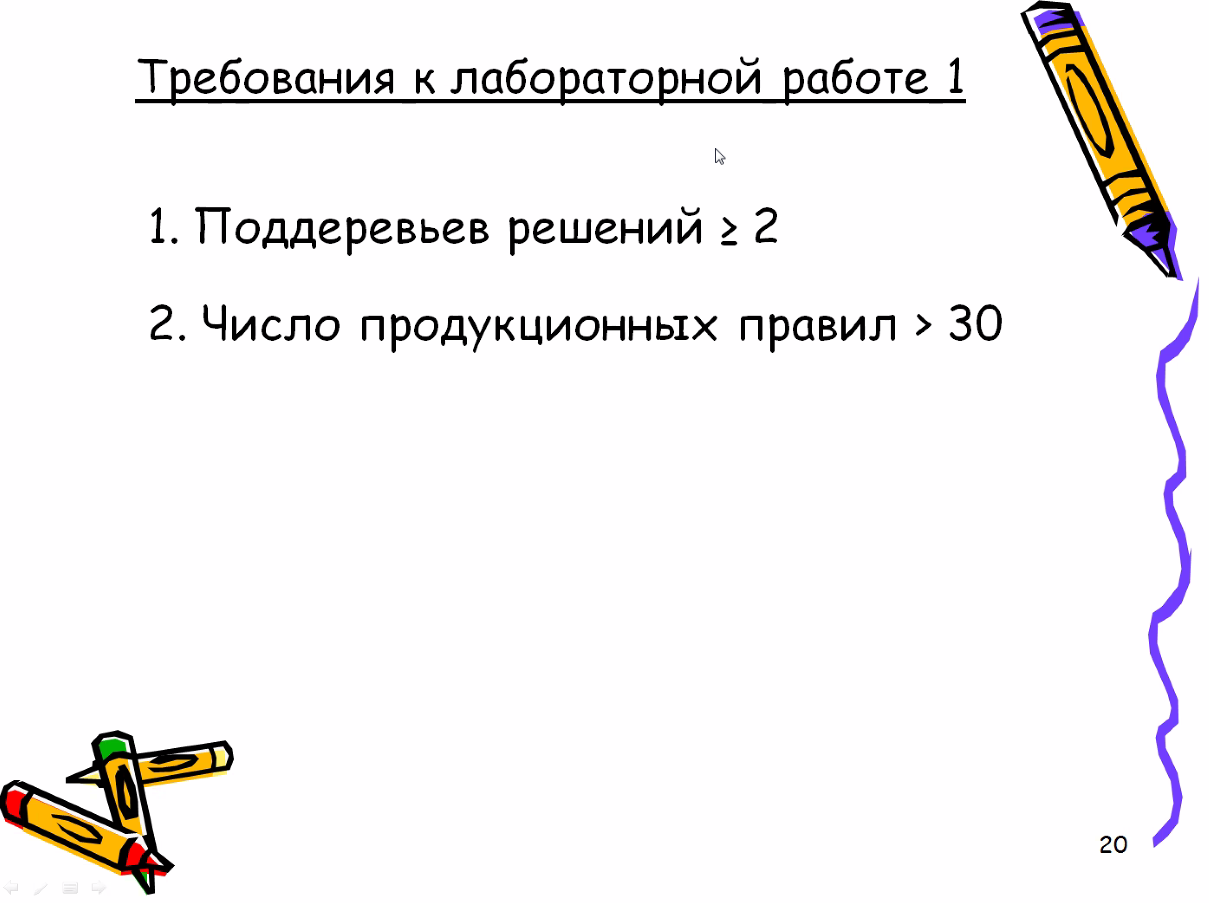 Требования к лабораторной работе 1
1. Поддеревьев решений ≥ 2
2. Число продукционных правил > 30
20